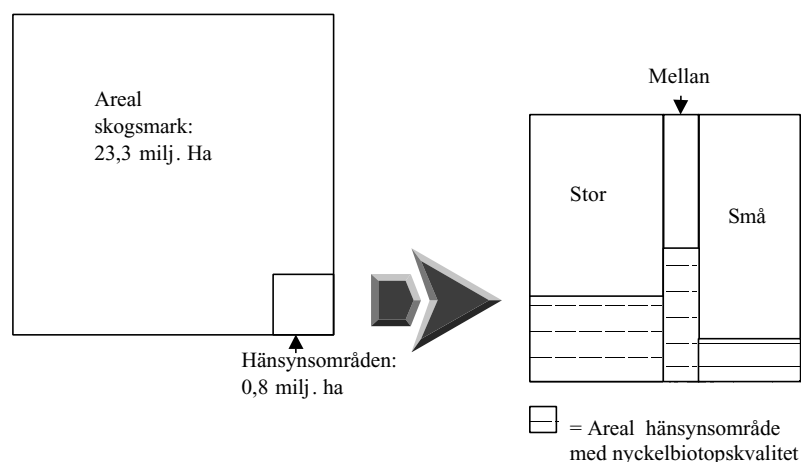 Areal
skogsmark:
23,3 milj. Ha
Hänsynsområden:
0,8 milj. ha
Mellan
Stor
Små
= Areal hänsynsområde
med nyckelbiotopskvalitet